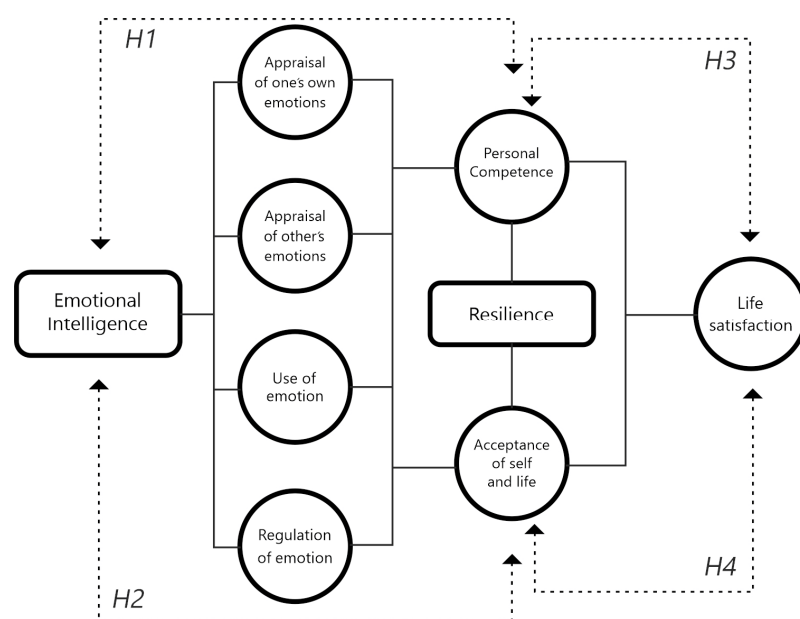 H1
Appraisal
of one's own
emotions
H3
Personal
Competence
Appraisal
of other's
emotions
Emotional
Intelligence
Resilience
Life
satisfaction
Use of
emotion
Acceptance
of self
and life
Regulation
of emotion
H4
H2